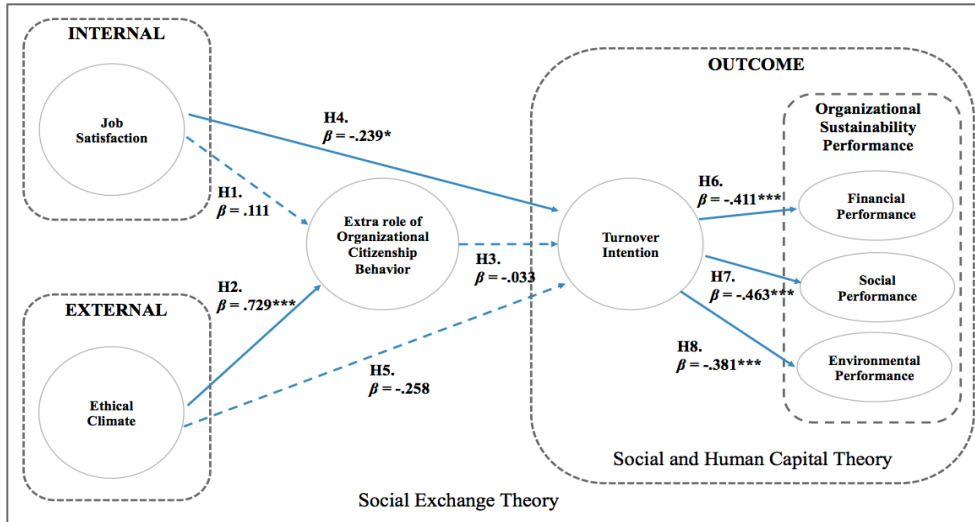 INTERNAL
Job
Satisfaction
H4.
β = -.239*
H1.
β = .111
Extra role of
Organizational
Citizenship
Behavior
H2.
β = .729***
H3.
β = -.033
EXTERNAL
Ethical
Climate
H5.
β = -.258
OUTCOME
Turnover
Intention
Organizational
Sustainability
Performance
H6.
β = -.411***
Financial
Performance
H7.
β = -.463***
Social
Performance
H8.
β = -.381***
Environmental
Performance
Social and Human Capital Theory
Social Exchange Theory